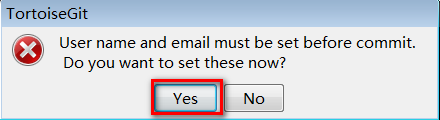 TortoiseGit
User name and email must be set before commit.
Do you want to set these now?
Yes No